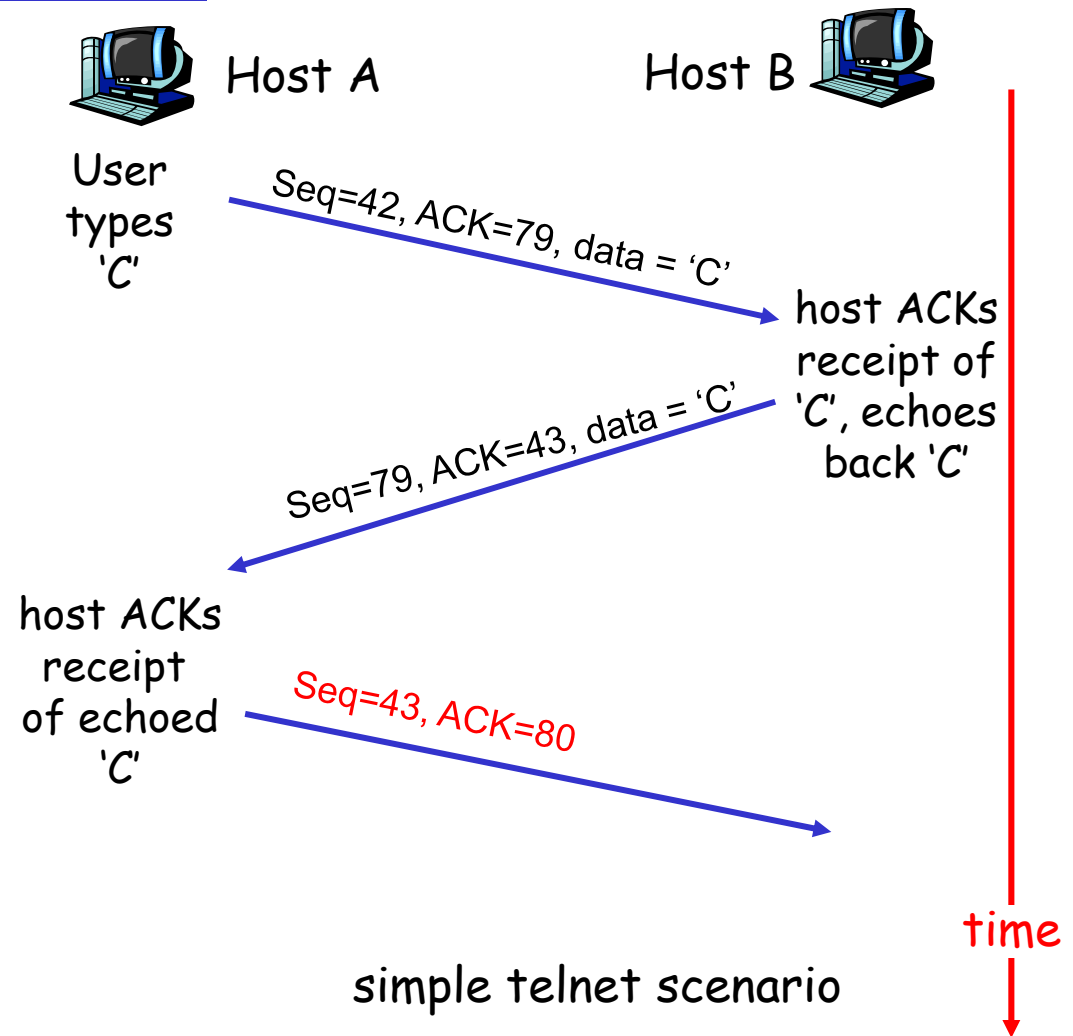 Host A
Host B
User
types
‘C’
Seq=42, ACK=79, data = ‘C’
host ACKs
receipt of
‘C’, echoes
back ‘C’
Seq=79, ACK=43, data = ‘C’
host ACKs
receipt
of echoed
‘C’
Seq=43, ACK=80
time
simple telnet scenario